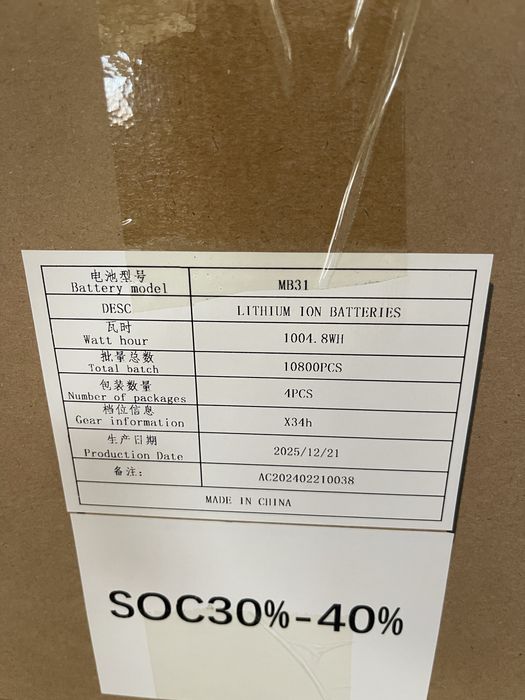 电池型号
Battery model
MB31
DESC
LITHIUM ION BATTERIES
瓦时
Watt hour
1004.8WH
批量总数
Total batch
10800PCS
包装数量
Number of packages
4PCS
档位信息
Gear information
X34h
生产日期
Production Date
2025/12/21
备注:
AC202402210038
MADE IN CHINA
SOC30%-40%